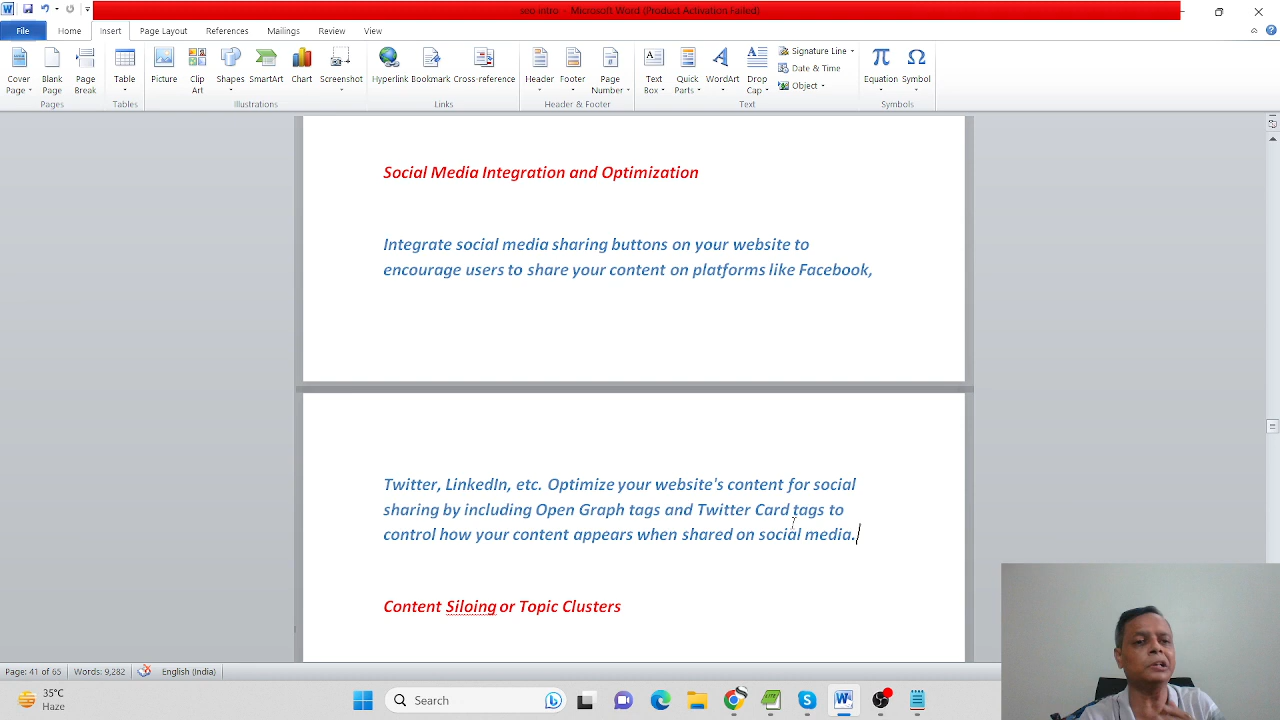 seo intro - Microsoft Word (Product Activation Failed)
File Home Insert Page Layout References Mailings Review View
Cover Page Blank Page Page Break
Table
Picture Clip Art Shapes SmartArt Chart Screenshot
Hyperlink Bookmark Cross-reference
Header Footer Page Number
Text Box Quick Parts WordArt Drop Cap
Signature Line
Date & Time
Object
Equation Symbol
Pages Tables Illustrations Links Header & Footer Text Symbols
Social Media Integration and Optimization
Integrate social media sharing buttons on your website to
encourage users to share your content on platforms like Facebook,
Twitter, LinkedIn, etc. Optimize your website's content for social
sharing by including Open Graph tags and Twitter Card tags to
control how your content appears when shared on social media.
Content Siloing or Topic Clusters
Page: 41 of 65 Words: 9,282 English (India)
35°C
Haze
Search